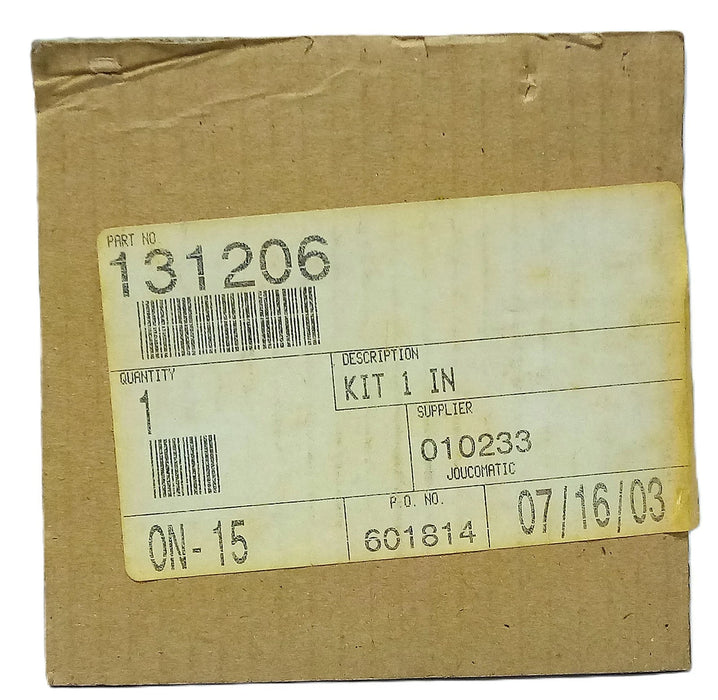 PART NO
131206
QUANTITY
1
DESCRIPTION
KIT 1 IN
SUPPLIER
010233
JOUCOMATIC
ON-15
P.O. NO.
601814
07/16/03